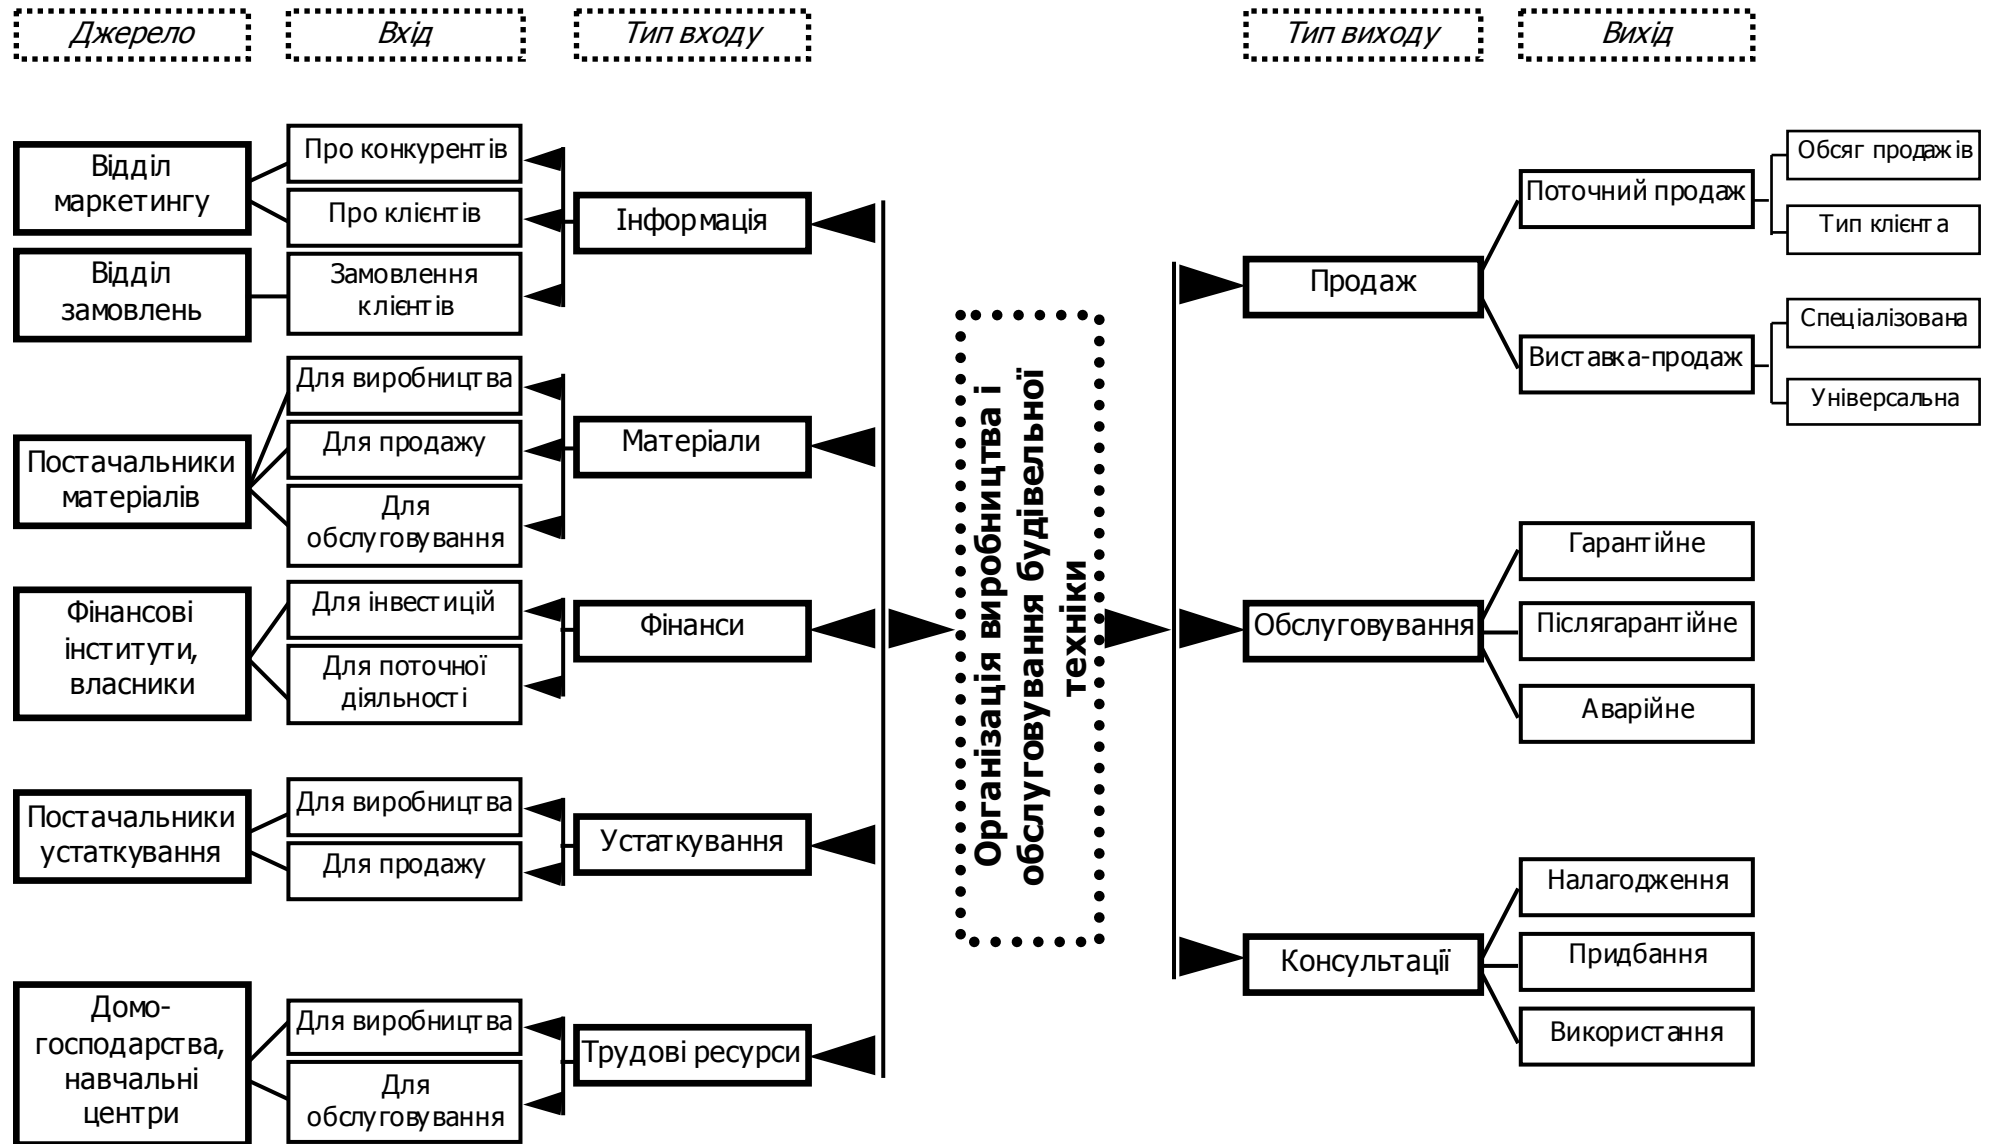 Джерело
Вхід
Тип входу
Тип виходу
Вихід
Відділ
маркетингу
Відділ
замовлень
Постачальники
матеріалів
Фінансові
інститути,
власники
Постачальники
устаткування
Домо-
господарства,
навчальні
центри
Про конкурентів
Про клієнтів
Замовлення
клієнтів
Для виробництва
Для продажу
Для
обслуговування
Для інвестицій
Для поточної
діяльності
Для виробництва
Для продажу
Для виробництва
Для
обслуговування
Інформація
Матеріали
Фінанси
Устаткування
Трудові ресурси
Організація виробництва і
обслуговування будівельної
техніки
Продаж
Обслуговування
Консультації
Поточний продаж
Виставка-продаж
Гарантійне
Післягарантійне
Аварійне
Налагодження
Придбання
Використання
Обсяг продажів
Тип клієнта
Спеціалізована
Універсальна